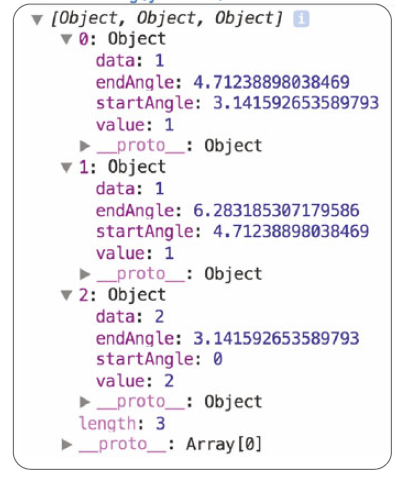 ▼ [Object, Object, Object] i
▼ 0: Object
data: 1
endAngle: 4.71238898038469
startAngle: 3.141592653589793
value: 1
▶ __proto__: Object
▼ 1: Object
data: 1
endAngle: 6.283185307179586
startAngle: 4.71238898038469
value: 1
▶ __proto__: Object
▼ 2: Object
data: 2
endAngle: 3.141592653589793
startAngle: 0
value: 2
▶ __proto__: Object
length: 3
▶ __proto__: Array[0]